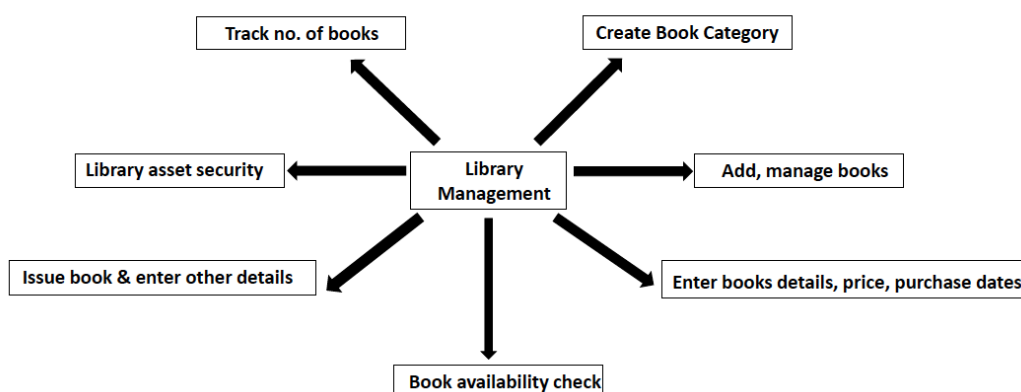 Track no. of books
Create Book Category
Library asset security
Library
Management
Add, manage books
Issue book & enter other details
Enter books details, price, purchase dates
Book availability check